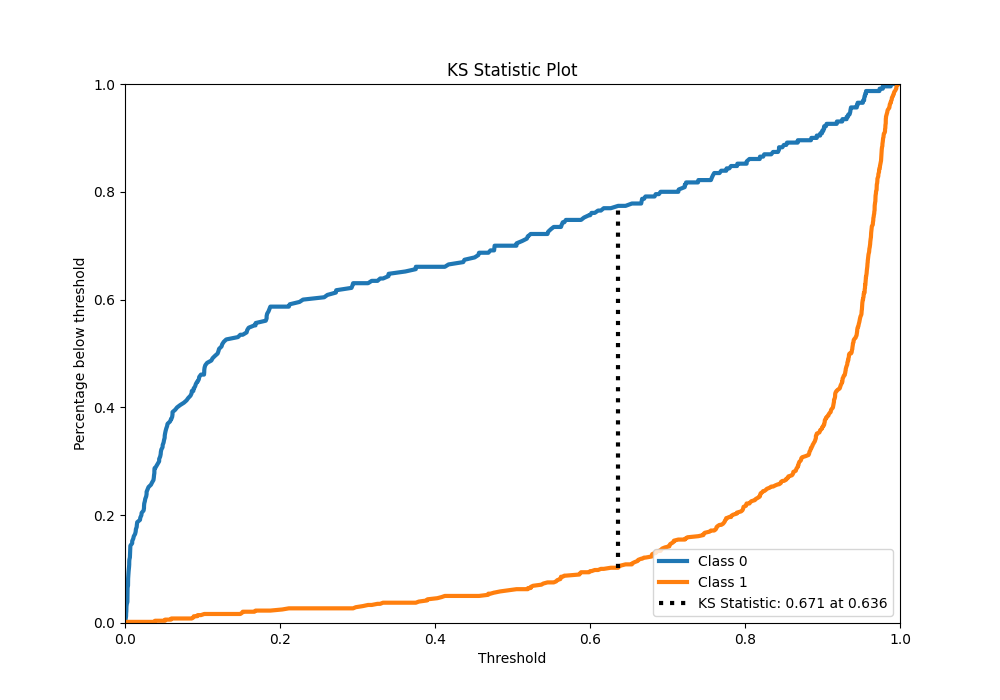 KS Statistic Plot
1.0
0.8
0.6
0.4
0.2
0.0
Percentage below threshold
0.0 0.2 0.4 0.6 0.8 1.0
Threshold
Class 0
Class 1
KS Statistic: 0.671 at 0.636